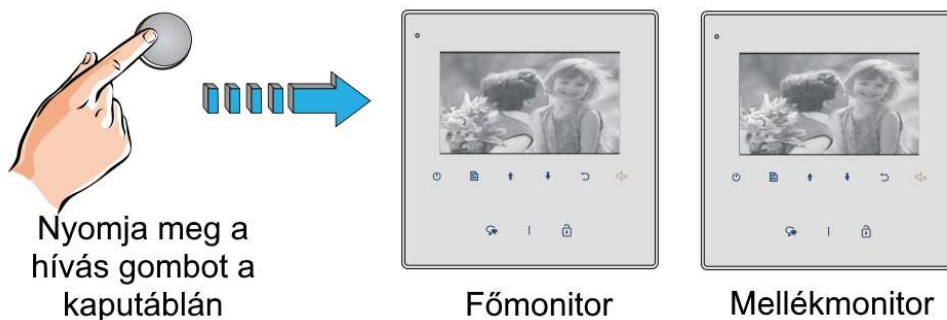 Nyomja meg a
hívás gombot a
kaputáblán
Főmonitor
Mellékmonitor